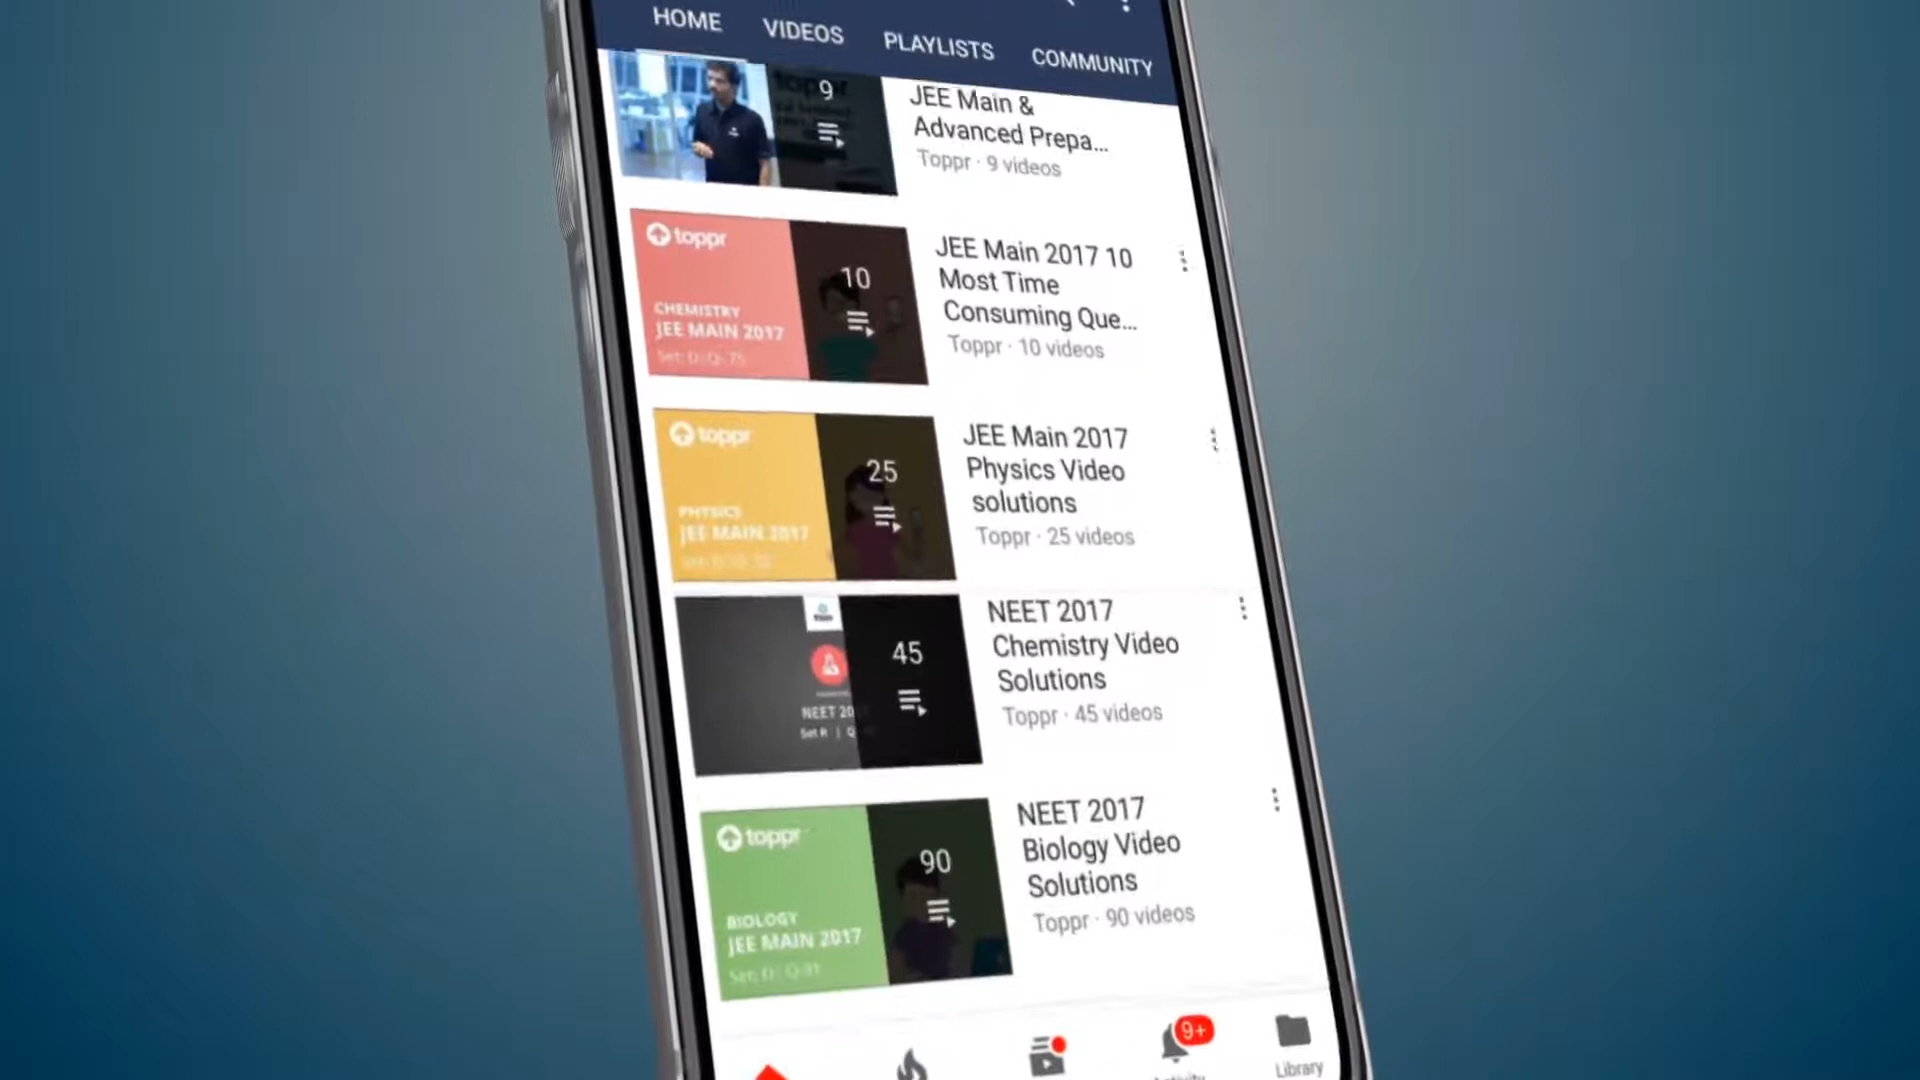 HOME VIDEOS PLAYLISTS COMMUNITY
9
JEE Main &
Advanced Prepa...
Toppr · 9 videos
toppr
CHEMISTRY
JEE MAIN 2017
10
JEE Main 2017 10
Most Time
Consuming Que...
Toppr · 10 videos
toppr
PHYSICS
JEE MAIN 2017
25
JEE Main 2017
Physics Video
solutions
Toppr · 25 videos
NEET 20
Set R | Q
45
NEET 2017
Chemistry Video
Solutions
Toppr · 45 videos
toppr
BIOLOGY
JEE MAIN 2017
90
NEET 2017
Biology Video
Solutions
Toppr · 90 videos
9+
Library